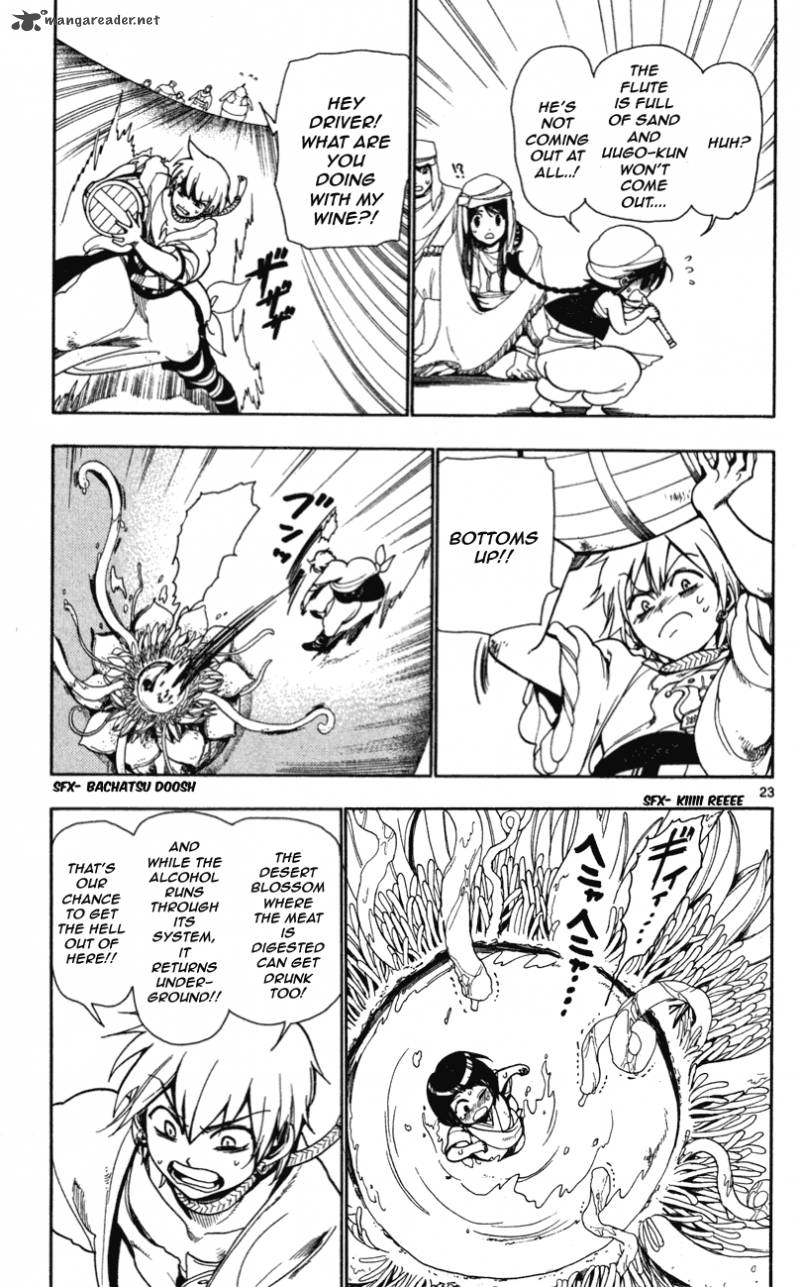 mangareader.net
HUH?
THE
FLUTE
IS FULL
OF SAND
AND
UUGO-KUN
WON'T
COME
OUT....
HE'S
NOT
COMING
OUT AT
ALL..!
!?
HEY
DRIVER!
WHAT ARE
YOU
DOING
WITH MY
WINE?!
ザザザ
BOTTOMS
UP!!
ブンッ
SFX- BACHATSU DOOSH
23
SFX- KIIIII REEEE
ギィィ…
ヘニャヘニャ…
THE
DESERT
BLOSSOM
WHERE
THE MEAT
IS
DIGESTED
CAN GET
DRUNK
TOO!
AND
WHILE THE
ALCOHOL
RUNS
THROUGH
ITS
SYSTEM,
IT
RETURNS
UNDER-
GROUND!!
THAT'S
OUR
CHANCE
TO GET
THE HELL
OUT OF
HERE!!